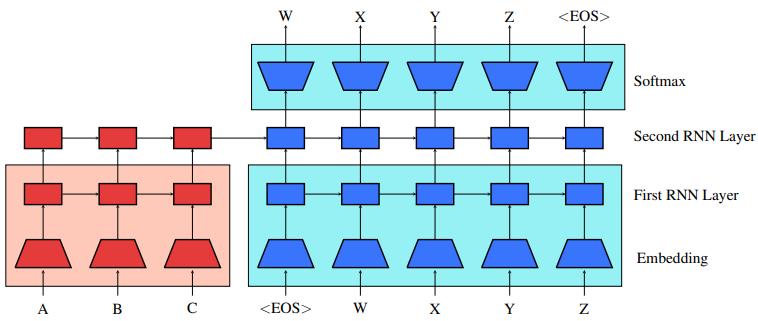 W X Y Z <EOS>
Softmax
Second RNN Layer
First RNN Layer
Embedding
A B C <EOS> W X Y Z